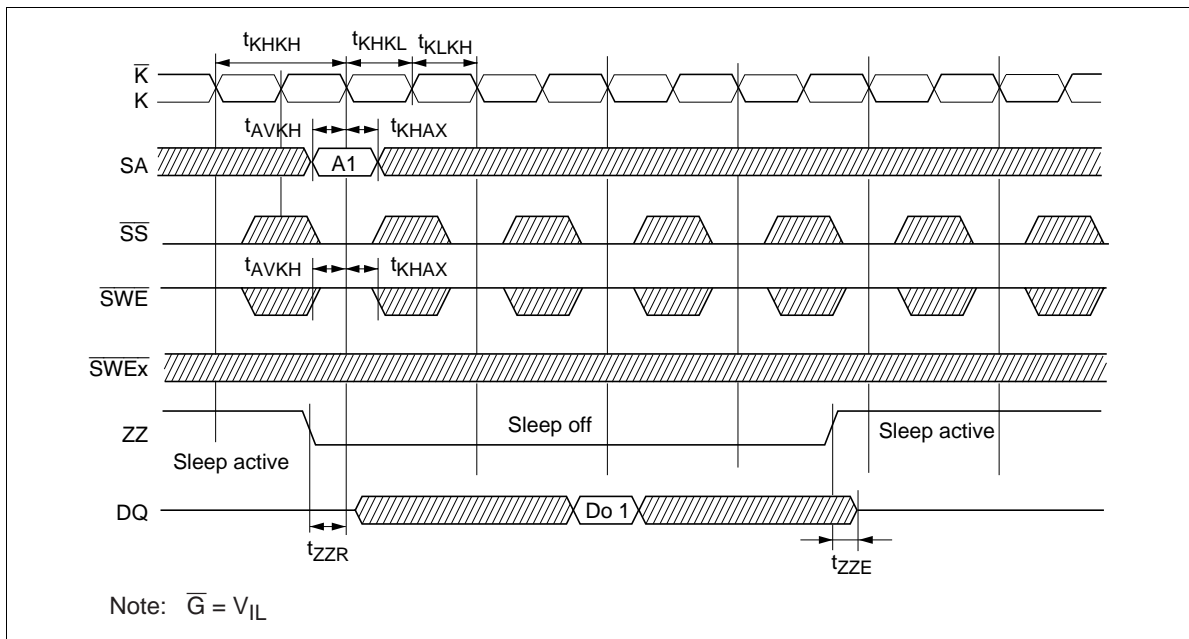 tKHKH tKHKL tKLKH
K̅
K
tAVKH tKHAX
SA A1
S̅S̅
tAVKH tKHAX
S̅W̅E̅
S̅W̅E̅x̅
ZZ Sleep off
Sleep active Sleep active
DQ Do 1
tZZR tZZE
Note: G̅ = VIL